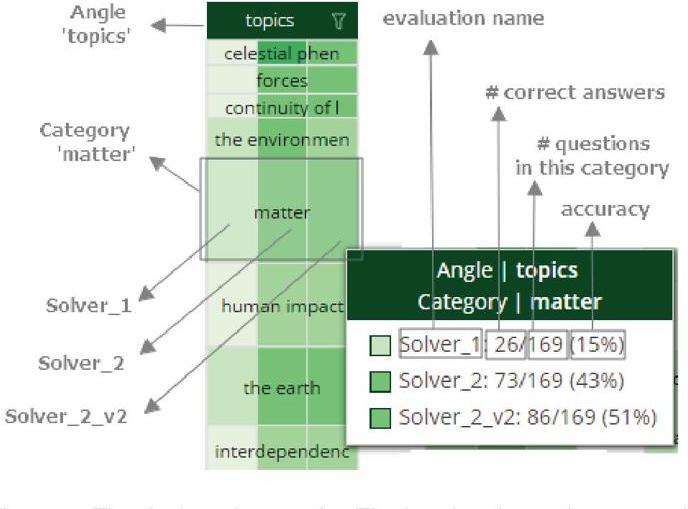 Angle
'topics'
topics
evaluation name
celestial phen
forces
continuity of l
# correct answers
Category
'matter'
the environmen
# questions
in this category
matter
accuracy
Angle | topics
Category | matter
Solver_1
human impact
Solver_1: 26/169 (15%)
Solver_2
Solver_2: 73/169 (43%)
the earth
Solver_2_v2
Solver_2_v2: 86/169 (51%)
interdependenc